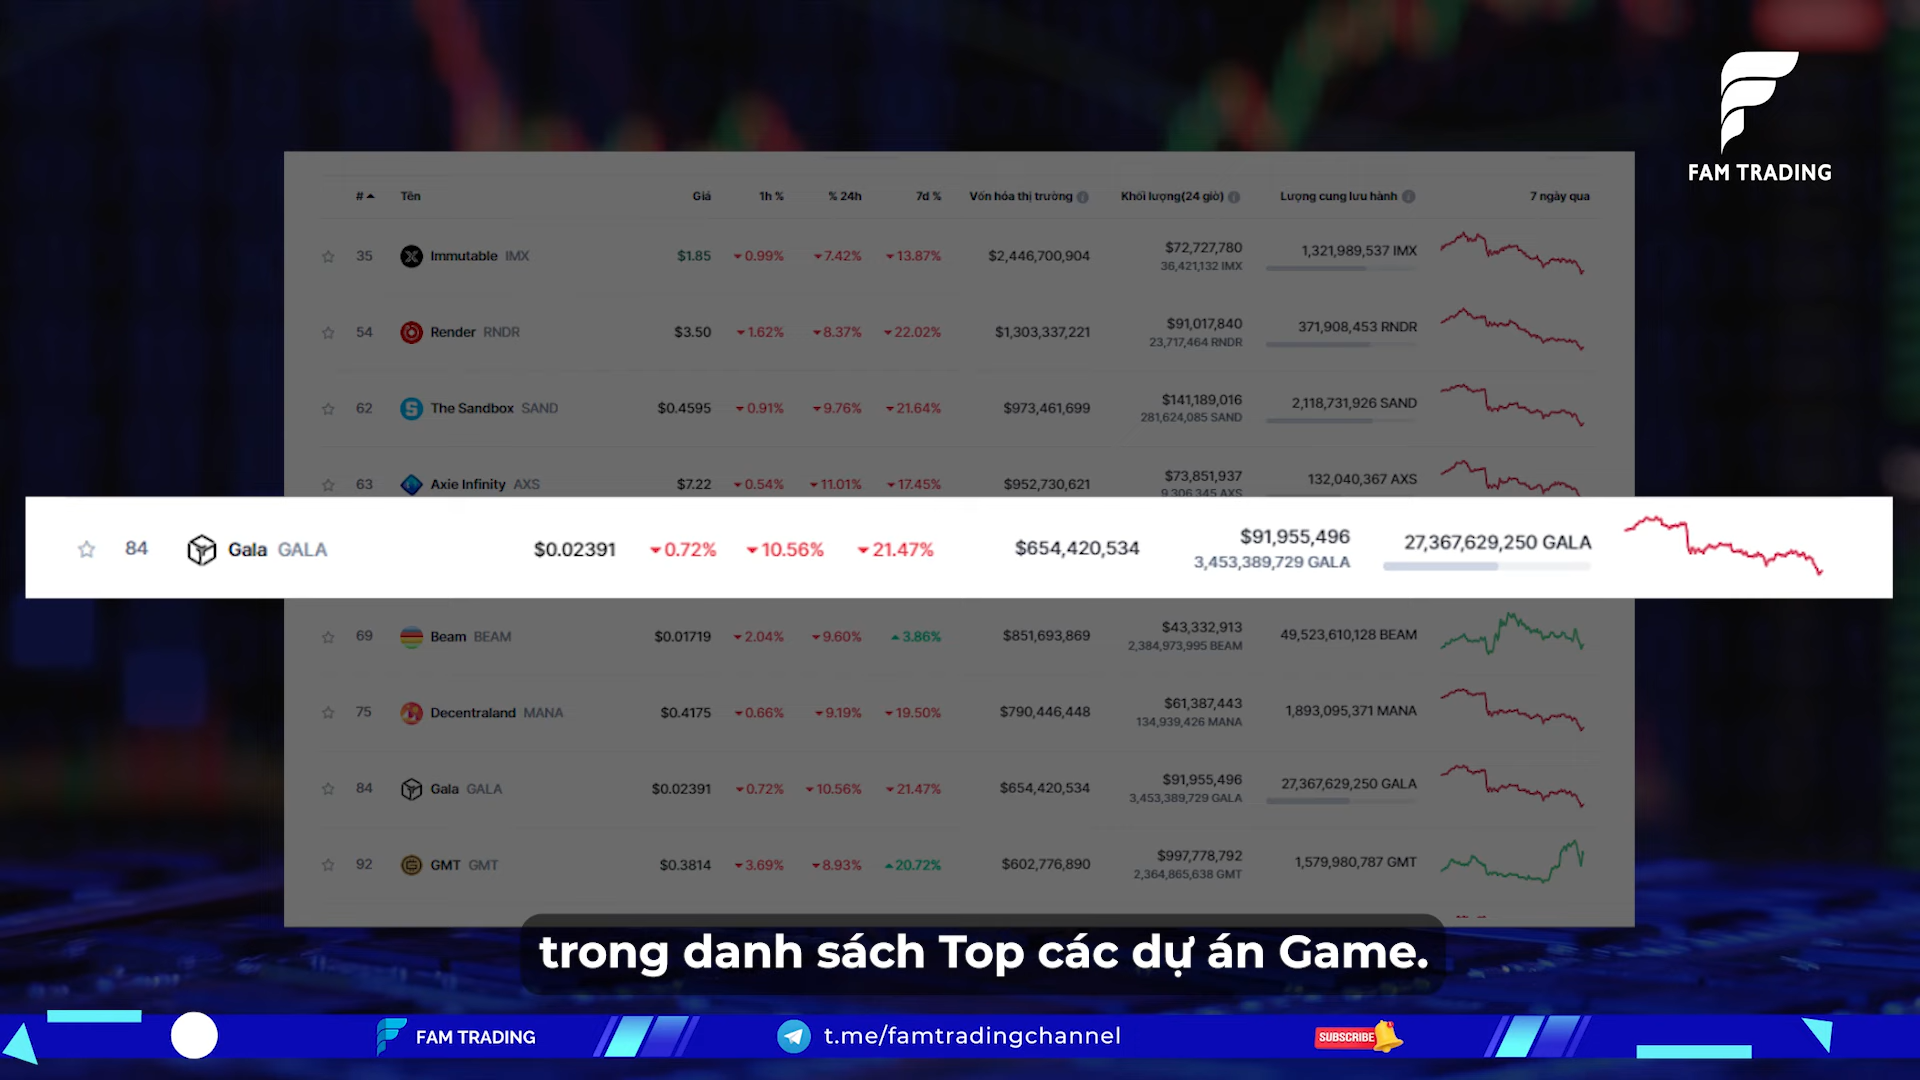 FAM TRADING
# Tên Giá 1h % % 24h 7d % Vốn hóa thị trường Khối lượng(24 giờ) Lượng cung lưu hành 7 ngày qua
35 Immutable IMX $1.85 0.99% 7.42% 13.87% $2,446,700,904 $72,727,780 1,321,989,537 IMX
36,421,132 IMX
54 Render RNDR $3.50 1.62% 8.37% 22.02% $1,303,337,221 $91,017,840 371,908,453 RNDR
23,717,464 RNDR
62 The Sandbox SAND $0.4595 0.91% 9.76% 21.64% $973,461,699 $141,189,016 2,118,731,926 SAND
281,624,085 SAND
63 Axie Infinity AXS $7.22 0.54% 11.01% 17.45% $952,730,621 $73,851,937 132,040,367 AXS
9,306,345 AXS
84 Gala GALA $0.02391 0.72% 10.56% 21.47% $654,420,534 $91,955,496 27,367,629,250 GALA
3,453,389,729 GALA
69 Beam BEAM $0.01719 2.04% 9.60% 3.86% $851,693,869 $43,332,913 49,523,610,128 BEAM
2,384,973,995 BEAM
75 Decentraland MANA $0.4175 0.66% 9.19% 19.50% $790,446,448 $61,387,443 1,893,095,371 MANA
134,939,426 MANA
84 Gala GALA $0.02391 0.72% 10.56% 21.47% $654,420,534 $91,955,496 27,367,629,250 GALA
3,453,389,729 GALA
92 GMT GMT $0.3814 3.69% 8.93% 20.72% $602,776,890 $997,778,792 1,579,980,787 GMT
2,364,865,638 GMT
trong danh sách Top các dự án Game.
FAM TRADING t.me/famtradingchannel SUBSCRIBE